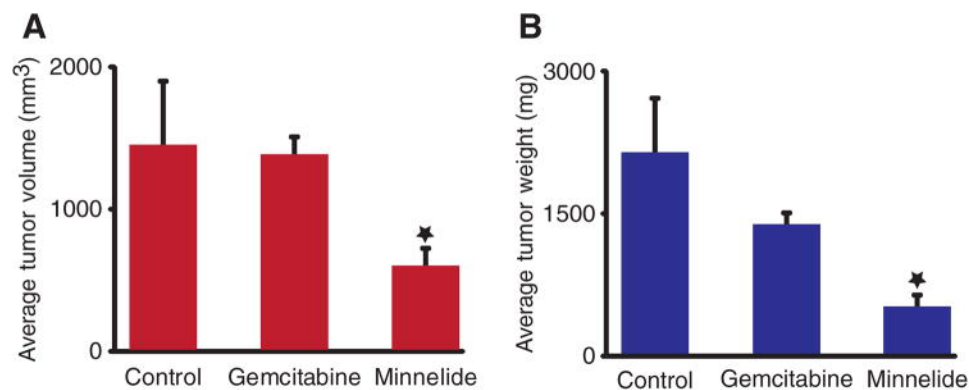 A
Average tumor volume (mm³)
2000
1000
0
Control Gemcitabine Minnelide
B
Average tumor weight (mg)
3000
1500
0
Control Gemcitabine Minnelide